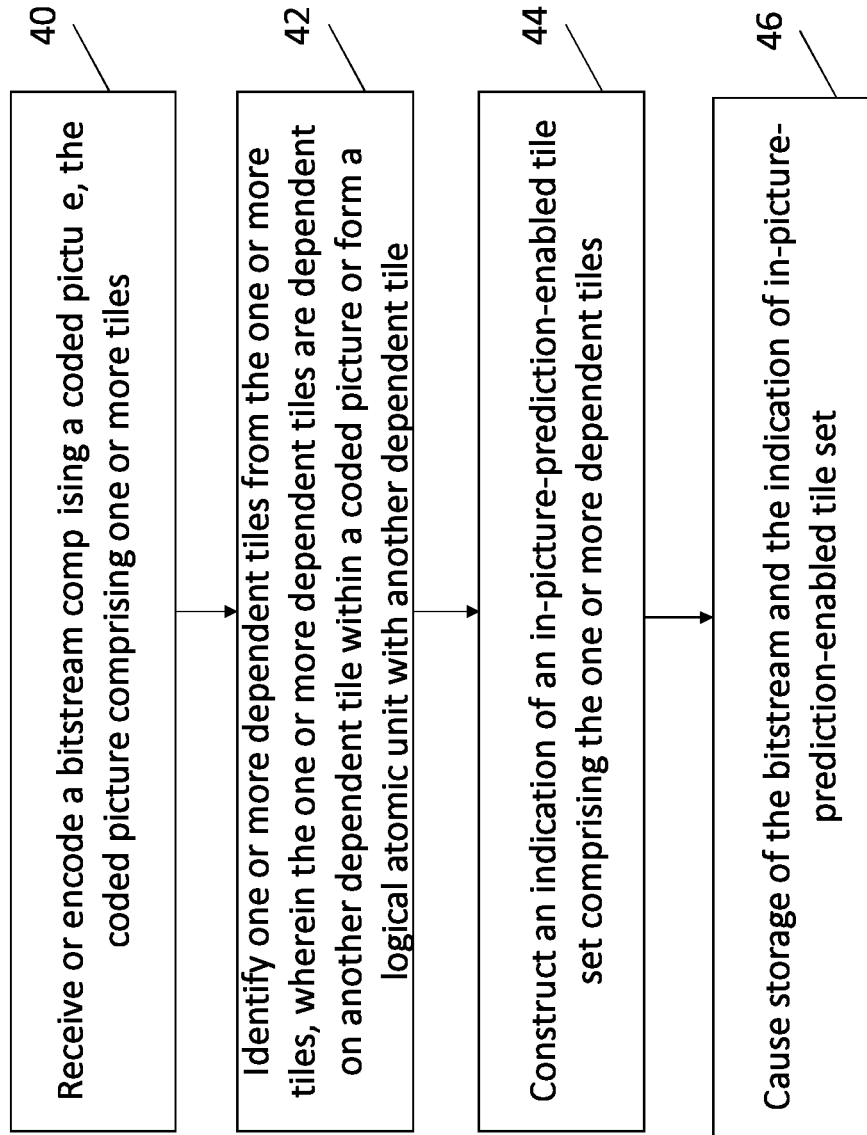 Receive or encode a bitstream comp ising a coded pictu e, the
coded picture comprising one or more tiles
40
Identify one or more dependent tiles from the one or more
tiles, wherein the one or more dependent tiles are dependent
on another dependent tile within a coded picture or form a
logical atomic unit with another dependent tile
42
Construct an indication of an in-picture-prediction-enabled tile
set comprising the one or more dependent tiles
44
Cause storage of the bitstream and the indication of in-picture-
prediction-enabled tile set
46